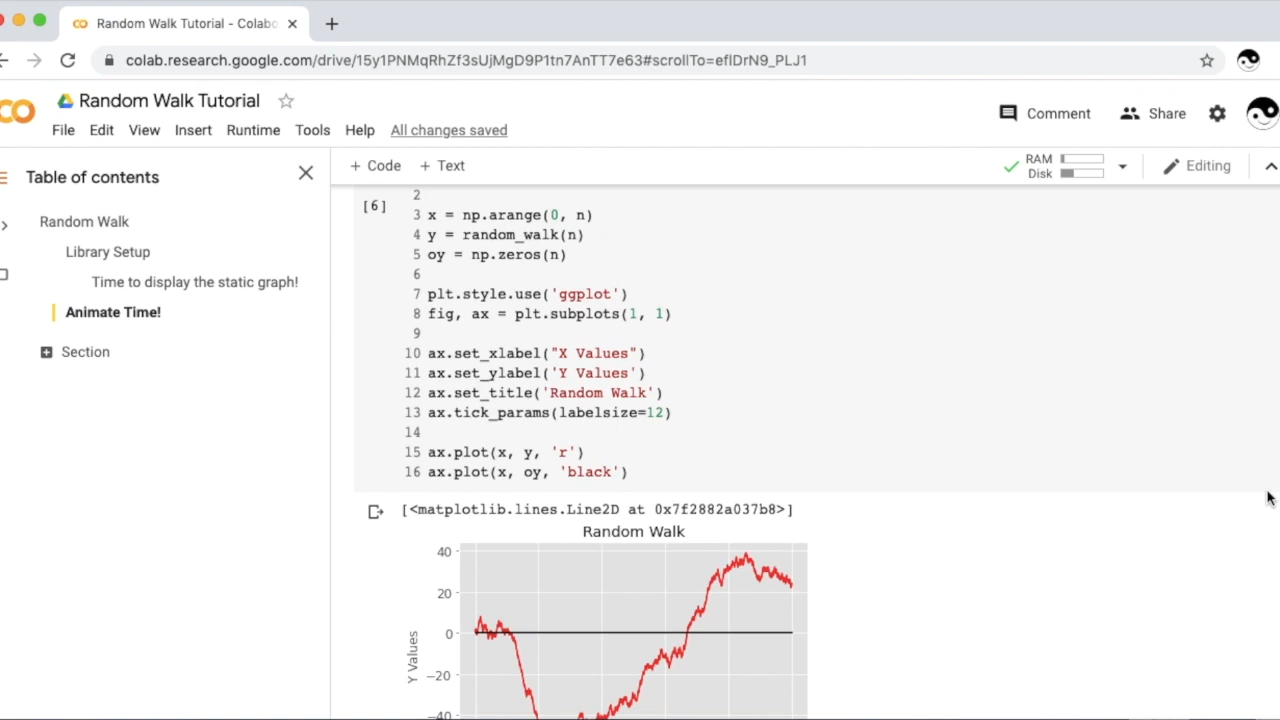 Random Walk Tutorial - Colabo
colab.research.google.com/drive/15y1PNMqRhZf3sUjMgD9P1tn7AnTT7e63#scrollTo=eflDrN9_PLJ1
Random Walk Tutorial
Comment
Share
File Edit View Insert Runtime Tools Help All changes saved
Table of contents
+ Code + Text
RAM
Disk
Editing
Random Walk
Library Setup
Time to display the static graph!
Animate Time!
Section
[6]
2
3 x = np.arange(0, n)
4 y = random_walk(n)
5 oy = np.zeros(n)
6
7 plt.style.use('ggplot')
8 fig, ax = plt.subplots(1, 1)
9
10 ax.set_xlabel("X Values")
11 ax.set_ylabel('Y Values')
12 ax.set_title('Random Walk')
13 ax.tick_params(labelsize=12)
14
15 ax.plot(x, y, 'r')
16 ax.plot(x, oy, 'black')
[<matplotlib.lines.Line2D at 0x7f2882a037b8>]
Random Walk
40
20
0
−20
−40
Y Values